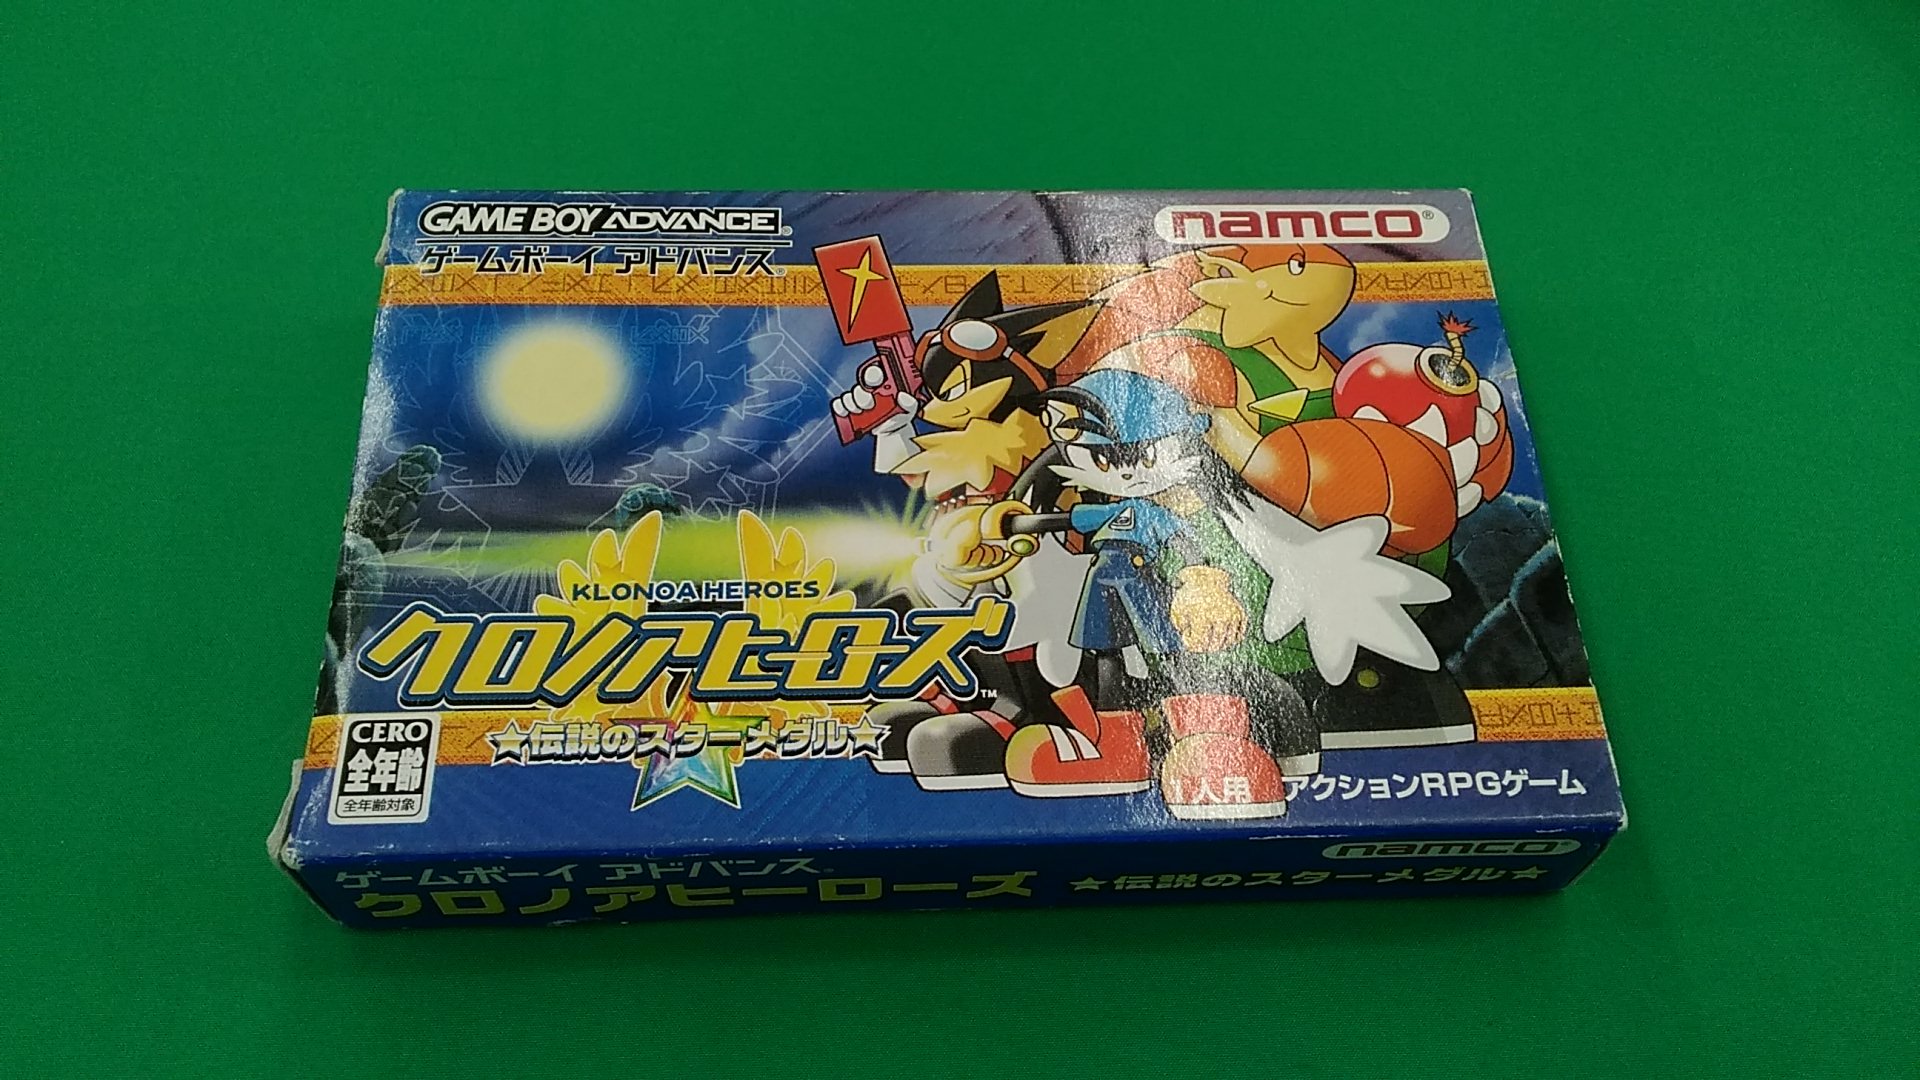 GAME BOY ADVANCE®
ゲームボーイ アドバンス®
namco®
KLONOA HEROES
クロノアヒーローズ™
★伝説のスターメダル★
CERO
全年齢
全年齢対象
1人用 アクションRPGゲーム
ゲームボーイ アドバンス®
クロノアヒーローズ ★伝説のスターメダル★
namco®